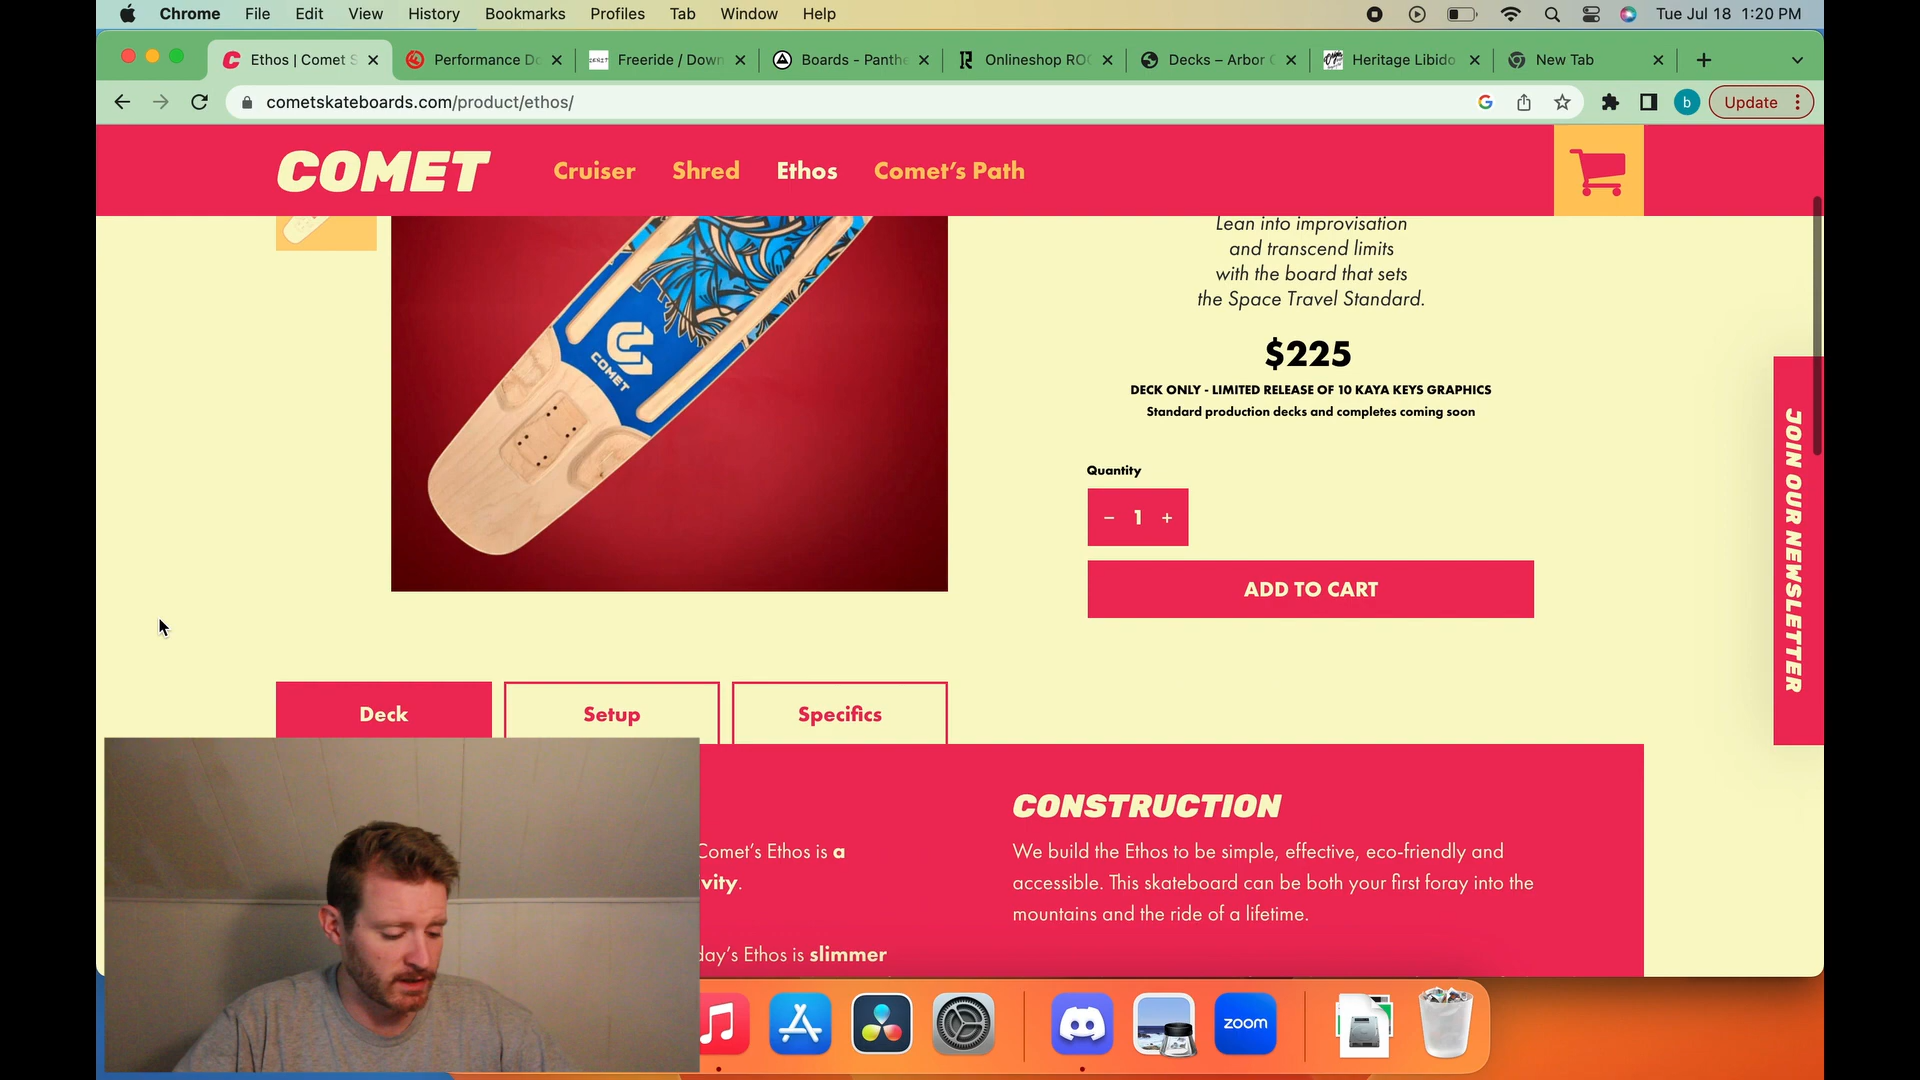 Chrome File Edit View History Bookmarks Profiles Tab Window Help Tue Jul 18 1:20 PM
Ethos | Comet S Performance Do Freeride / Down Boards - Panthe Onlineshop ROC Decks – Arbor C Heritage Libido New Tab
cometskateboards.com/product/ethos/ b Update
COMET Cruiser Shred Ethos Comet's Path
Lean into improvisation
and transcend limits
with the board that sets
the Space Travel Standard.
COMET
$225
DECK ONLY - LIMITED RELEASE OF 10 KAYA KEYS GRAPHICS
Standard production decks and completes coming soon
Quantity
− 1 +
ADD TO CART
JOIN OUR NEWSLETTER
Deck Setup Specifics
CONSTRUCTION
Comet's Ethos is a
vity.
day's Ethos is slimmer
We build the Ethos to be simple, effective, eco-friendly and
accessible. This skateboard can be both your first foray into the
mountains and the ride of a lifetime.
zoom